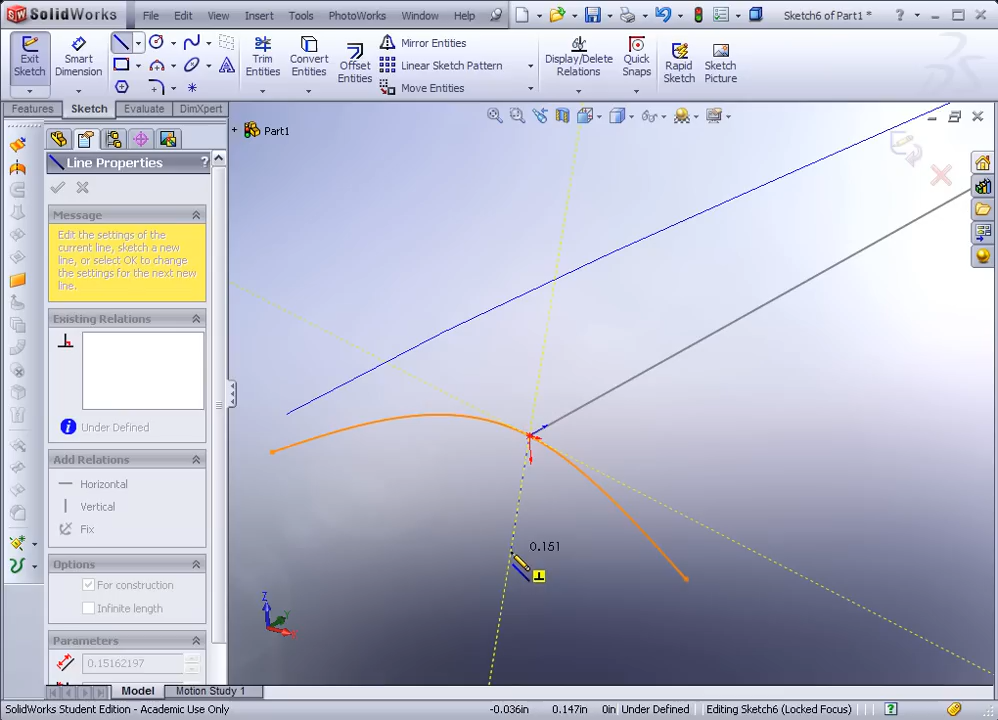 SolidWorks File Edit View Insert Tools PhotoWorks Window Help Sketch6 of Part1 * ?
Exit Sketch
Smart Dimension
Trim Entities
Convert Entities
Offset Entities
Mirror Entities
Linear Sketch Pattern
Move Entities
Display/Delete Relations
Quick Snaps
Rapid Sketch
Sketch Picture
Features Sketch Evaluate DimXpert
Part1
Line Properties ?
Message
Edit the settings of the
current line, sketch a new
line, or select OK to change
the settings for the next new
line.
Existing Relations
Under Defined
Add Relations
Horizontal
Vertical
Fix
Options
For construction
Infinite length
Parameters
0.15162197
0.151
Z
Model Motion Study 1
SolidWorks Student Edition - Academic Use Only -0.036in 0.147in 0in Under Defined Editing Sketch6 (Locked Focus)